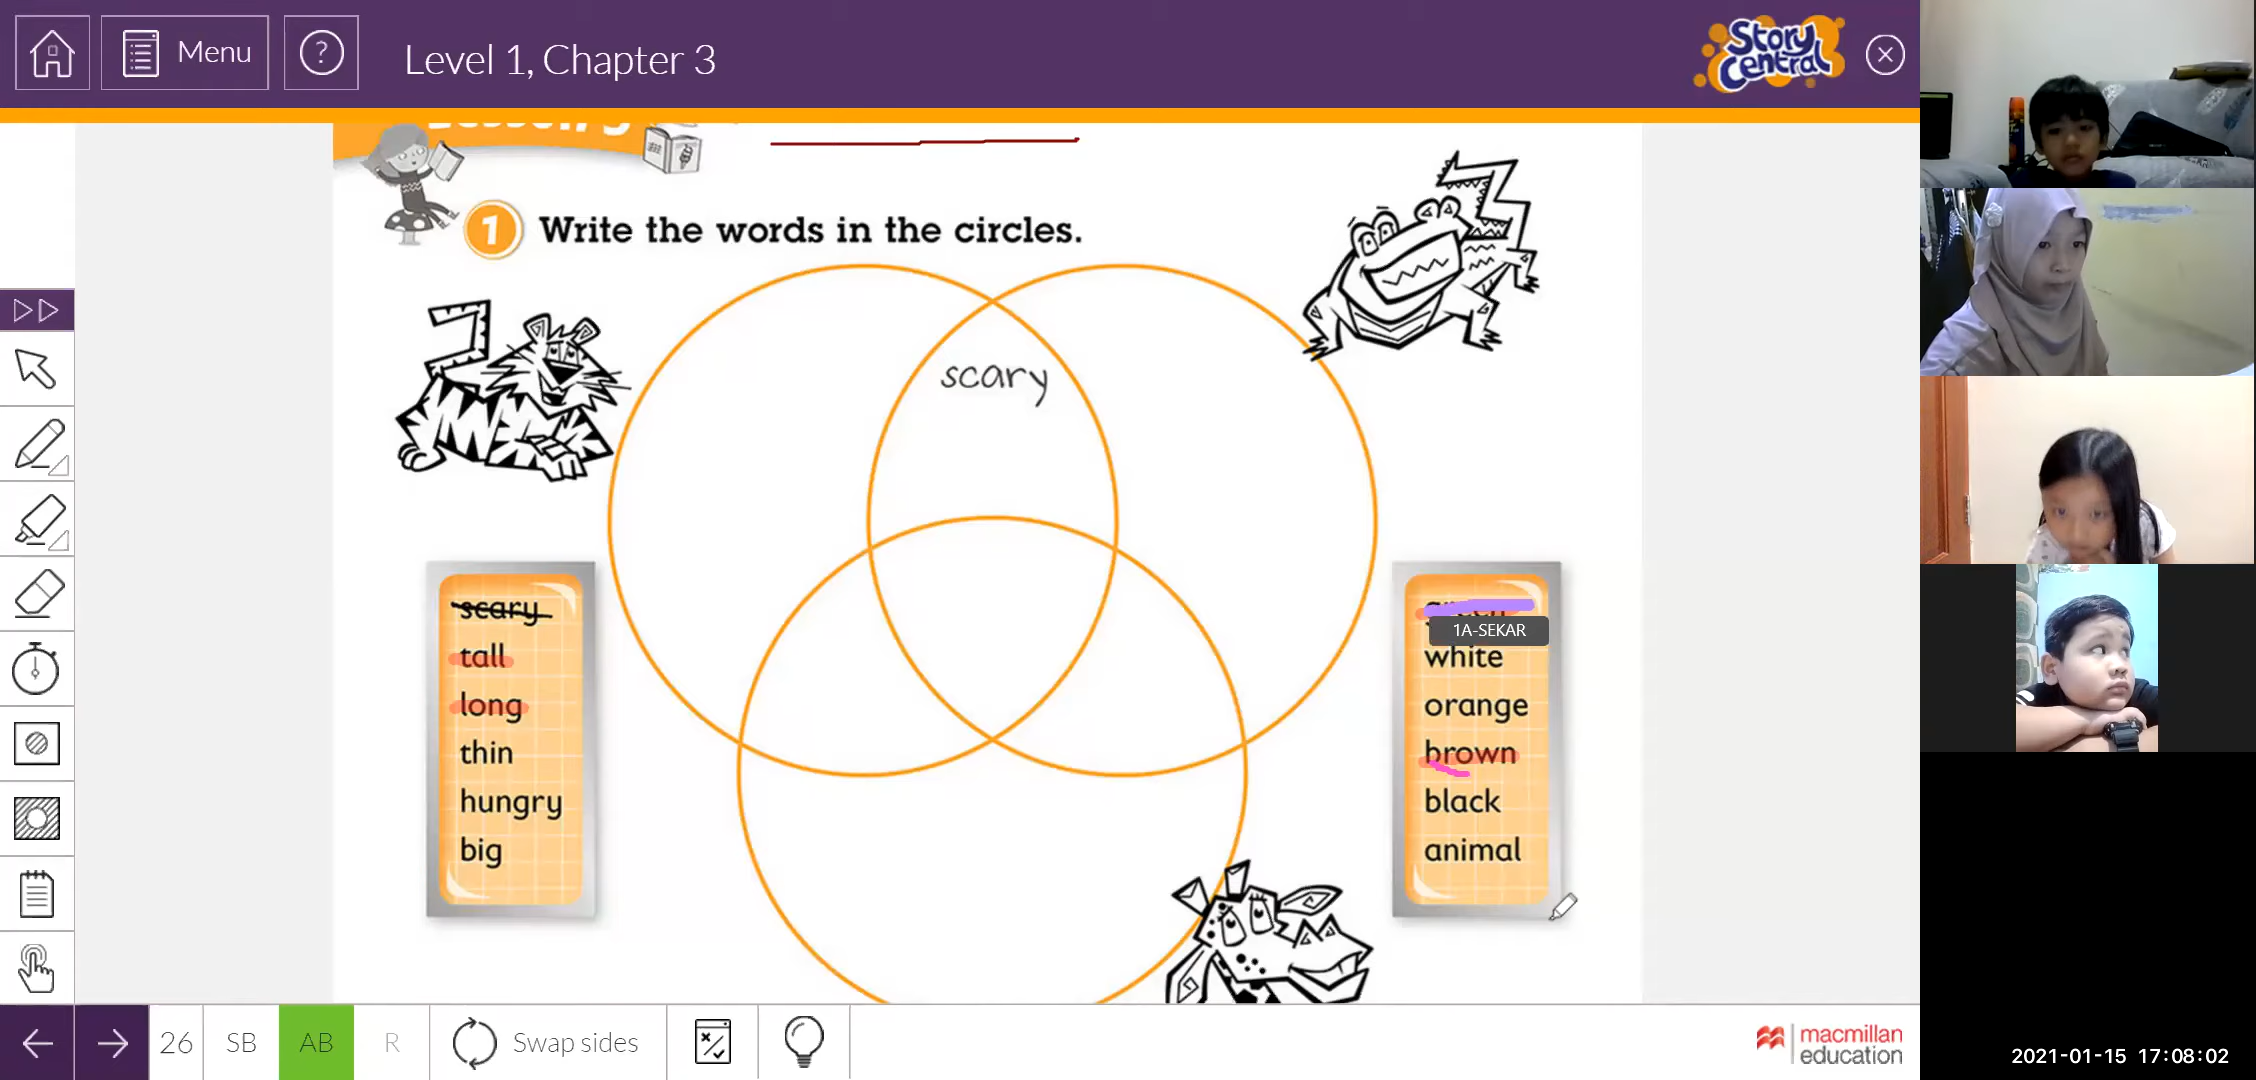 Menu
?
Level 1, Chapter 3
Story Central
1 Write the words in the circles.
scary
scary
tall
long
thin
hungry
big
1A-SEKAR
white
orange
brown
black
animal
26
SB
AB
R
Swap sides
macmillan
education
2021-01-15 17:08:02